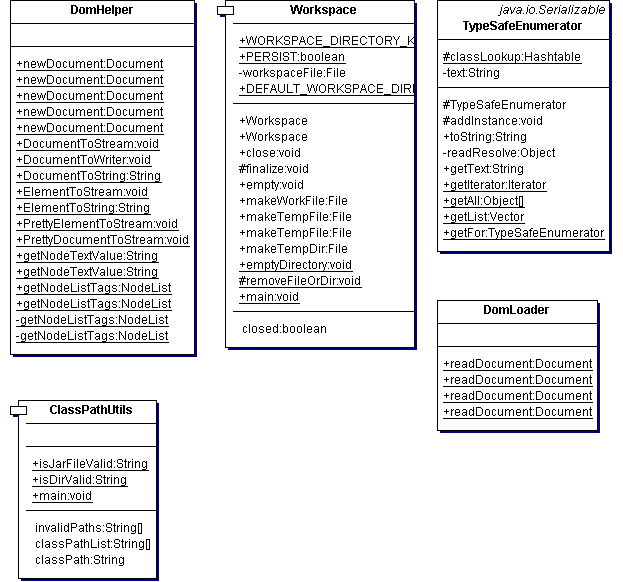 DomHelper
+newDocument:Document
+newDocument:Document
+newDocument:Document
+newDocument:Document
+newDocument:Document
+DocumentToStream:void
+DocumentToWriter:void
+DocumentToString:String
+ElementToStream:void
+ElementToString:String
+PrettyElementToStream:void
+PrettyDocumentToStream:void
+getNodeTextValue:String
+getNodeTextValue:String
+getNodeListTags:NodeList
+getNodeListTags:NodeList
-getNodeListTags:NodeList
-getNodeListTags:NodeList
Workspace
+WORKSPACE_DIRECTORY_K
+PERSIST:boolean
-workspaceFile:File
+DEFAULT_WORKSPACE_DIR
+Workspace
+Workspace
+close:void
#finalize:void
+empty:void
+makeWorkFile:File
+makeTempFile:File
+makeTempFile:File
+makeTempDir:File
+emptyDirectory:void
#removeFileOrDir:void
+main:void
closed:boolean
java.io.Serializable
TypeSafeEnumerator
#classLookup:Hashtable
-text:String
#TypeSafeEnumerator
#addInstance:void
+toString:String
-readResolve:Object
+getText:String
+getIterator:Iterator
+getAll:Object[]
+getList:Vector
+getFor:TypeSafeEnumerator
DomLoader
+readDocument:Document
+readDocument:Document
+readDocument:Document
+readDocument:Document
ClassPathUtils
+isJarFileValid:String
+isDirValid:String
+main:void
invalidPaths:String[]
classPathList:String[]
classPath:String